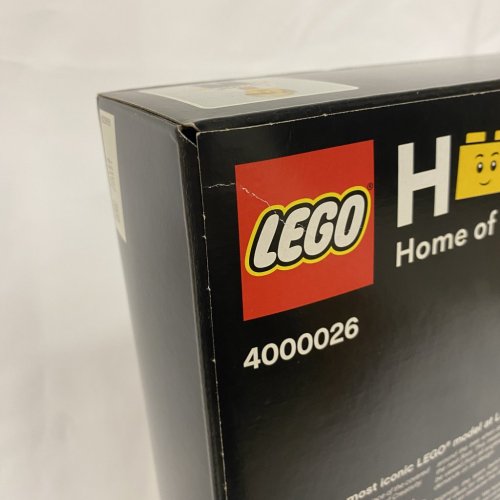 LEGO®
H
Home of
4000026
most iconic LEGO® model at